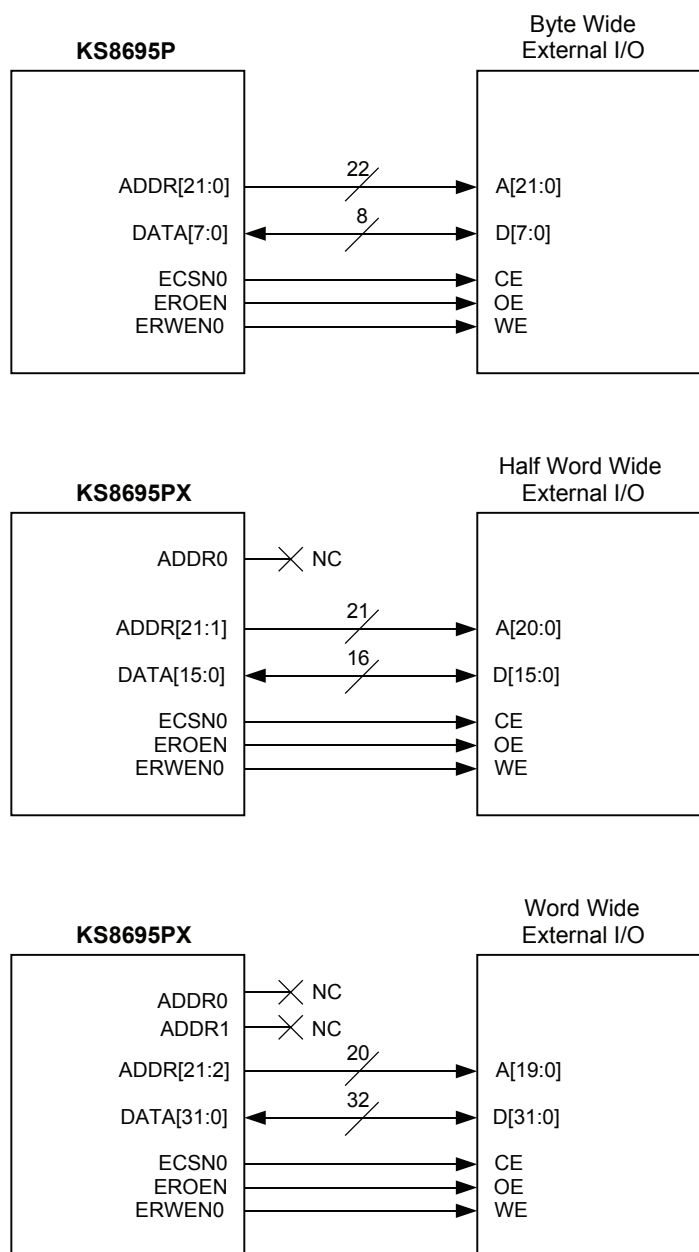 Byte Wide
KS8695P External I/O
22
ADDR[21:0] A[21:0]
8
DATA[7:0] D[7:0]
ECSN0 CE
EROEN OE
ERWEN0 WE
Half Word Wide
KS8695PX External I/O
ADDR0 NC
21
ADDR[21:1] A[20:0]
16
DATA[15:0] D[15:0]
ECSN0 CE
EROEN OE
ERWEN0 WE
Word Wide
KS8695PX External I/O
ADDR0 NC
ADDR1 NC
20
ADDR[21:2] A[19:0]
32
DATA[31:0] D[31:0]
ECSN0 CE
EROEN OE
ERWEN0 WE